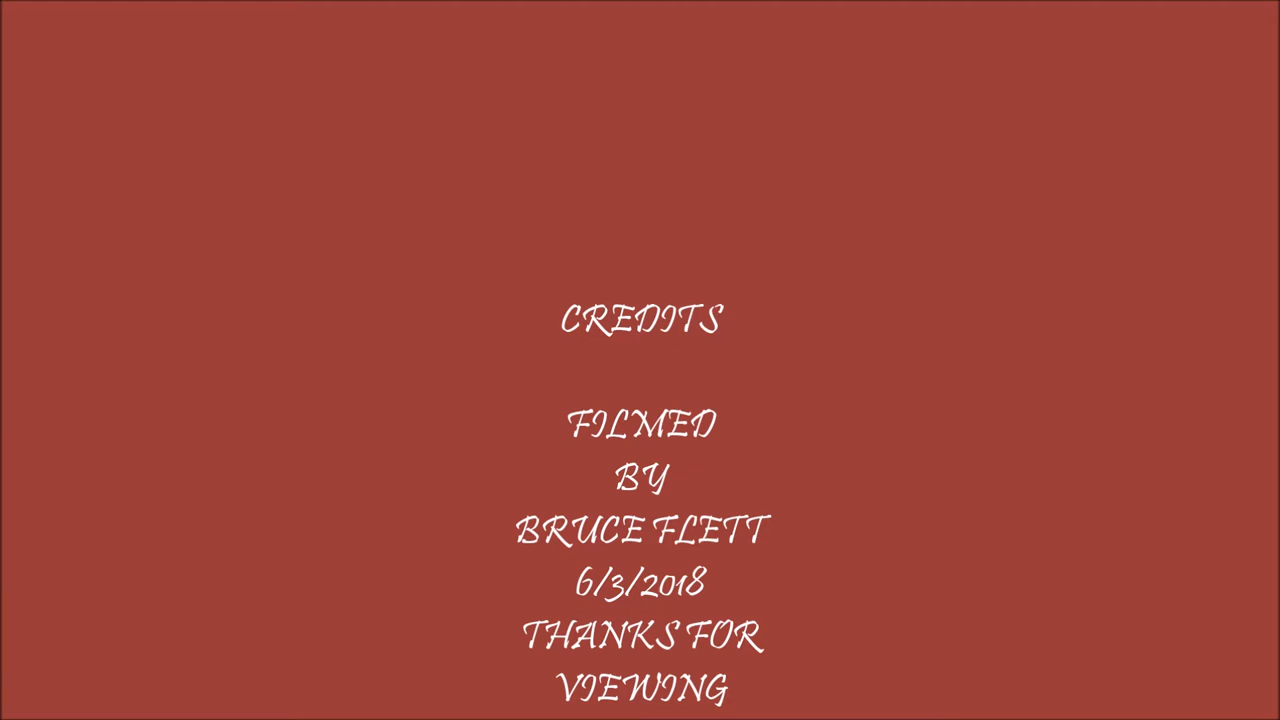 CREDITS
FILMED
BY
BRUCE FLETT
6/3/2018
THANKS FOR
VIEWING